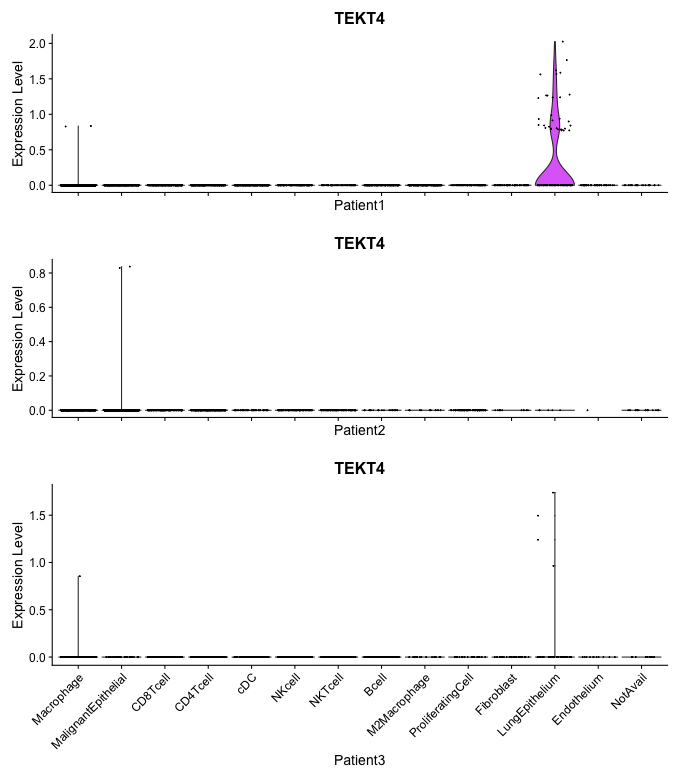 TEKT4
Expression Level
2.0
1.5
1.0
0.5
0.0
Patient1
TEKT4
Expression Level
0.8
0.6
0.4
0.2
0.0
Patient2
TEKT4
Expression Level
1.5
1.0
0.5
0.0
Macrophage
MalignantEpithelial
CD8Tcell
CD4Tcell
cDC
NKcell
NKTcell
Bcell
M2Macrophage
ProliferatingCell
Fibroblast
LungEpithelium
Endothelium
NotAvail
Patient3